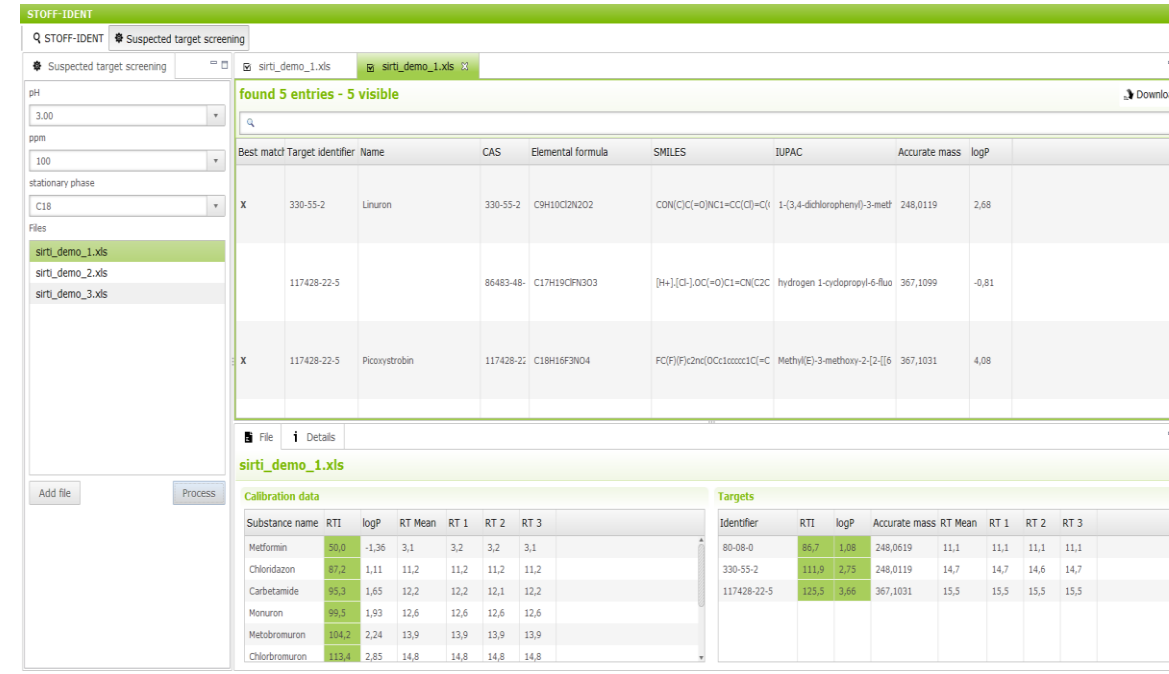 STOFF-IDENT
STOFF-IDENT Suspected target screening
Suspected target screening
pH
3.00
ppm
100
stationary phase
C18
Files
sirti_demo_1.xls
sirti_demo_2.xls
sirti_demo_3.xls
Add file Process
sirti_demo_1.xls sirti_demo_1.xls
found 5 entries - 5 visible Downlo
Best match Target identifier Name CAS Elemental formula SMILES IUPAC Accurate mass logP
X 330-55-2 Linuron 330-55-2 C9H10Cl2N2O2 CON(C)C(=O)NC1=CC(Cl)=C( 1-(3,4-dichlorophenyl)-3-meth 248,0119 2,68
117428-22-5 86483-48- C17H19ClFN3O3 [H+].[Cl-].OC(=O)C1=CN(C2C hydrogen 1-cyclopropyl-6-fluo 367,1099 -0,81
X 117428-22-5 Picoxystrobin 117428-22 C18H16F3NO4 FC(F)(F)c2nc(OCc1ccccc1C(=C Methyl(E)-3-methoxy-2-[2-[[6 367,1031 4,08
File Details
sirti_demo_1.xls
Calibration data
Substance name RTI logP RT Mean RT 1 RT 2 RT 3
Metformin 50,0 -1,36 3,1 3,2 3,2 3,1
Chloridazon 87,2 1,11 11,2 11,2 11,2 11,2
Carbetamide 95,3 1,65 12,2 12,2 12,1 12,2
Monuron 99,5 1,93 12,6 12,6 12,6 12,6
Metobromuron 104,2 2,24 13,9 13,9 13,9 13,9
Chlorbromuron 113,4 2,85 14,8 14,8 14,8 14,8
Targets
Identifier RTI logP Accurate mass RT Mean RT 1 RT 2 RT 3
80-08-0 86,7 1,08 248,0619 11,1 11,1 11,1 11,1
330-55-2 111,9 2,75 248,0119 14,7 14,7 14,6 14,7
117428-22-5 125,5 3,66 367,1031 15,5 15,5 15,5 15,5